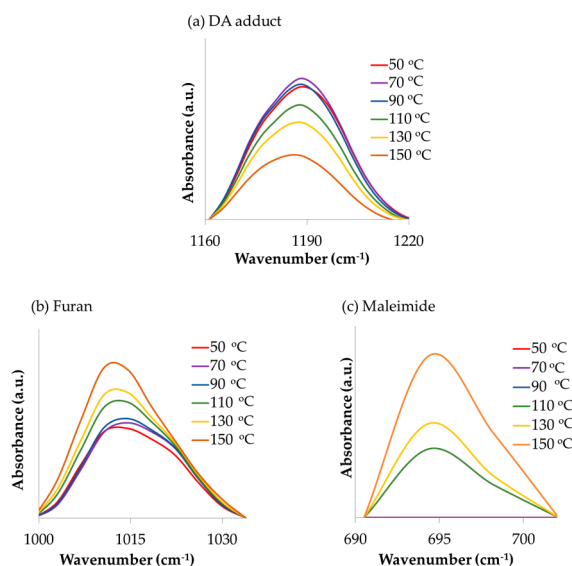 (a) DA adduct
Absorbance (a.u.)
50 ºC
70 ºC
90 ºC
110 ºC
130 ºC
150 ºC
1160 1190 1220
Wavenumber (cm-1)
(b) Furan
Absorbance (a.u.)
50 ºC
70 ºC
90 ºC
110 ºC
130 ºC
150 ºC
1000 1015 1030
Wavenumber (cm-1)
(c) Maleimide
Absorbance (a.u.)
50 ºC
70 ºC
90 ºC
110 ºC
130 ºC
150 ºC
690 695 700
Wavenumber (cm-1)